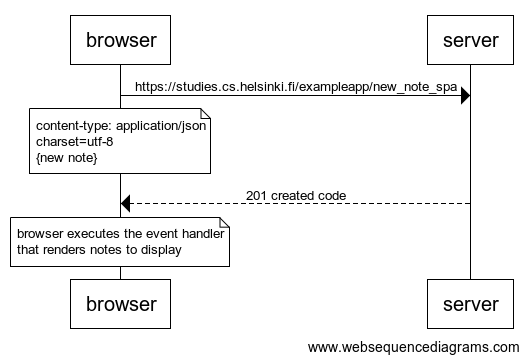 browser
server
https://studies.cs.helsinki.fi/exampleapp/new_note_spa
content-type: application/json
charset=utf-8
{new note}
201 created code
browser executes the event handler
that renders notes to display
browser
server
www.websequencediagrams.com